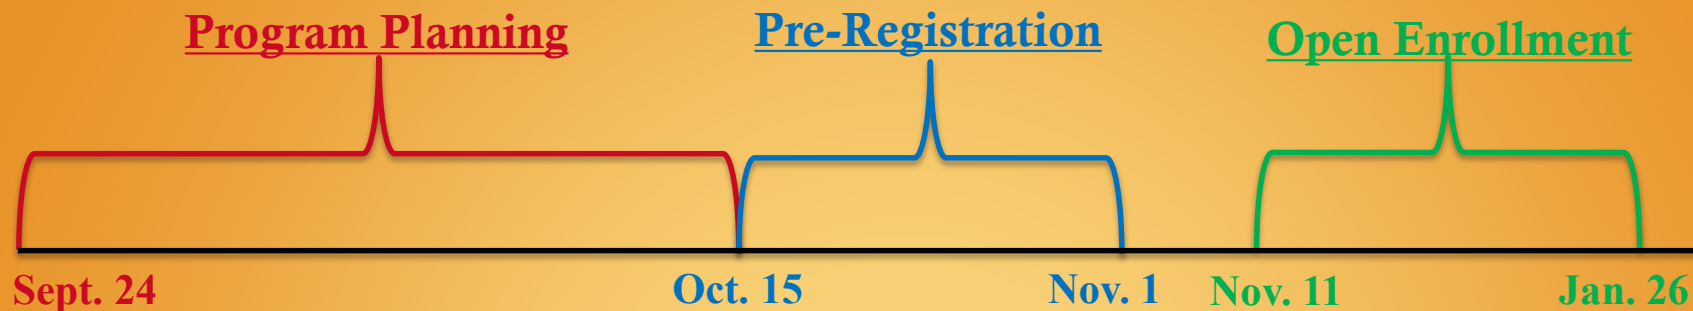 Program Planning
Pre-Registration
Open Enrollment
Sept. 24
Oct. 15
Nov. 1
Nov. 11
Jan. 26